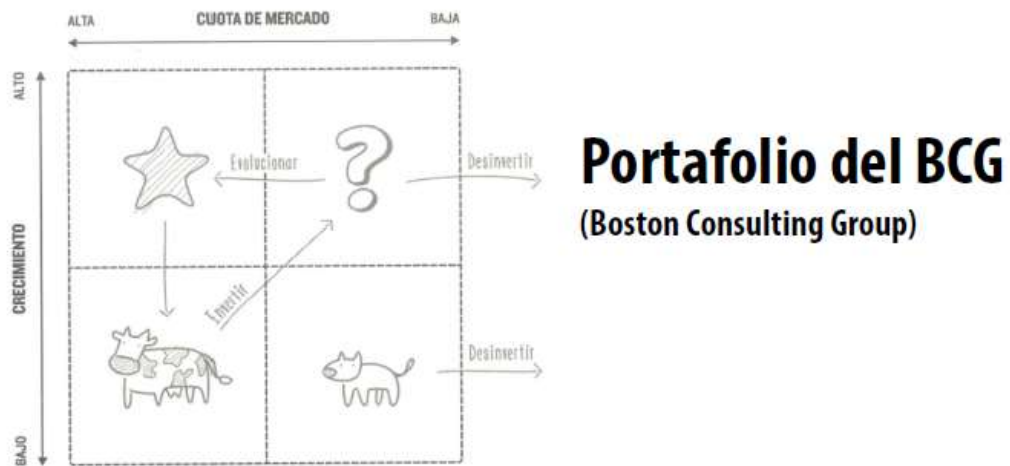 ALTA CUOTA DE MERCADO BAJA
ALTO
CRECIMIENTO
BAJO
Evolucionar
Desinvertir
Invertir
Desinvertir
Portafolio del BCG
(Boston Consulting Group)